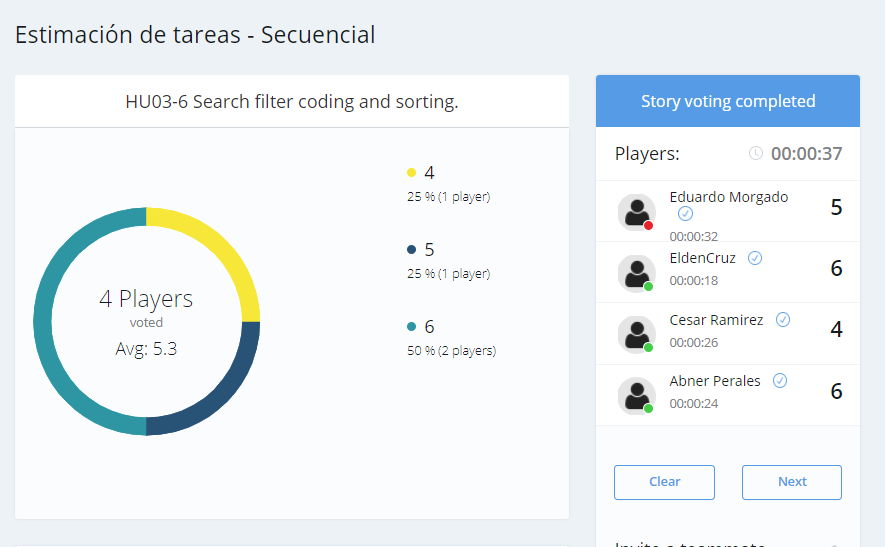 Estimación de tareas - Secuencial
HU03-6 Search filter coding and sorting.
4
25 % (1 player)
5
25 % (1 player)
6
50 % (2 players)
4 Players
voted
Avg: 5.3
Story voting completed
Players:
00:00:37
Eduardo Morgado
5
00:00:32
EldenCruz
6
00:00:18
Cesar Ramirez
4
00:00:26
Abner Perales
6
00:00:24
Clear
Next
Invite a teammate